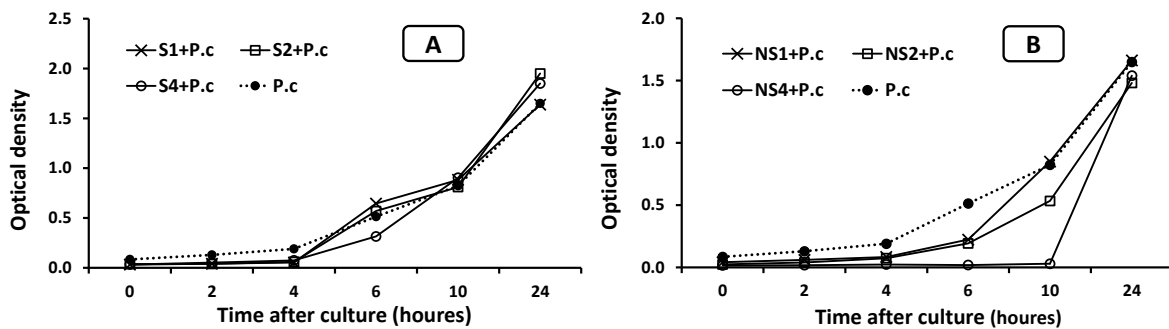 A
S1+P.c
S2+P.c
S4+P.c
P.c
Optical density
2.5
2.0
1.5
1.0
0.5
0.0
0 2 4 6 10 24
Time after culture (houres)
B
NS1+P.c
NS2+P.c
NS4+P.c
P.c
Optical density
2.0
1.5
1.0
0.5
0.0
0 2 4 6 10 24
Time after culture (houres)